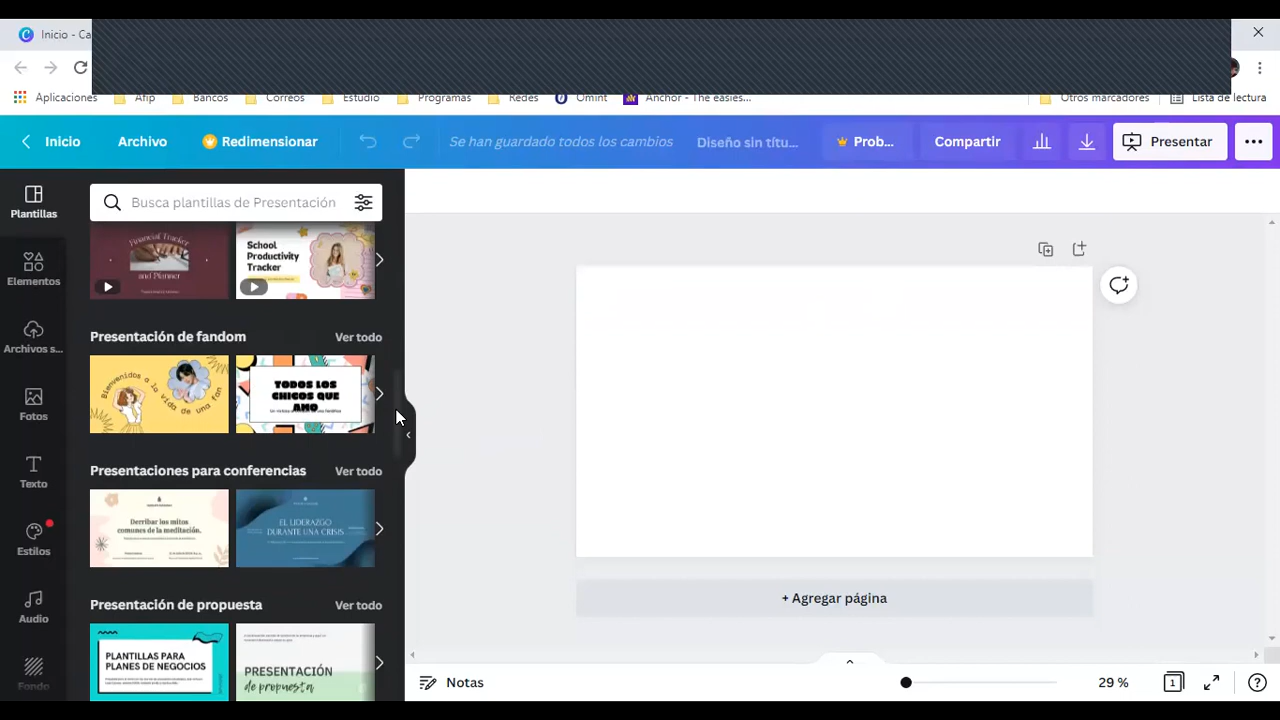 Inicio - Ca
Aplicaciones
Afip
Bancos
Correos
Estudio
Programas
Redes
Omint
Anchor - The easies...
Otros marcadores
Lista de lectura
Inicio
Archivo
Redimensionar
Se han guardado todos los cambios
Diseño sin títu...
Prob...
Compartir
Presentar
Plantillas
Elementos
Archivos s...
Fotos
Texto
Estilos
Audio
Fondo
Busca plantillas de Presentación
Financial Tracker
and Planner
School
Productivity
Tracker
Presentación de fandom
Ver todo
Bienvenidos a la vida de una fan
TODOS LOS
CHICOS QUE
AMO
Presentaciones para conferencias
Ver todo
Derribar los mitos
comunes de la meditación.
EL LIDERAZGO
DURANTE UNA CRISIS
Presentación de propuesta
Ver todo
PLANTILLAS PARA
PLANES DE NEGOCIOS
PRESENTACIÓN
de propuesta
+ Agregar página
Notas
29 %
1